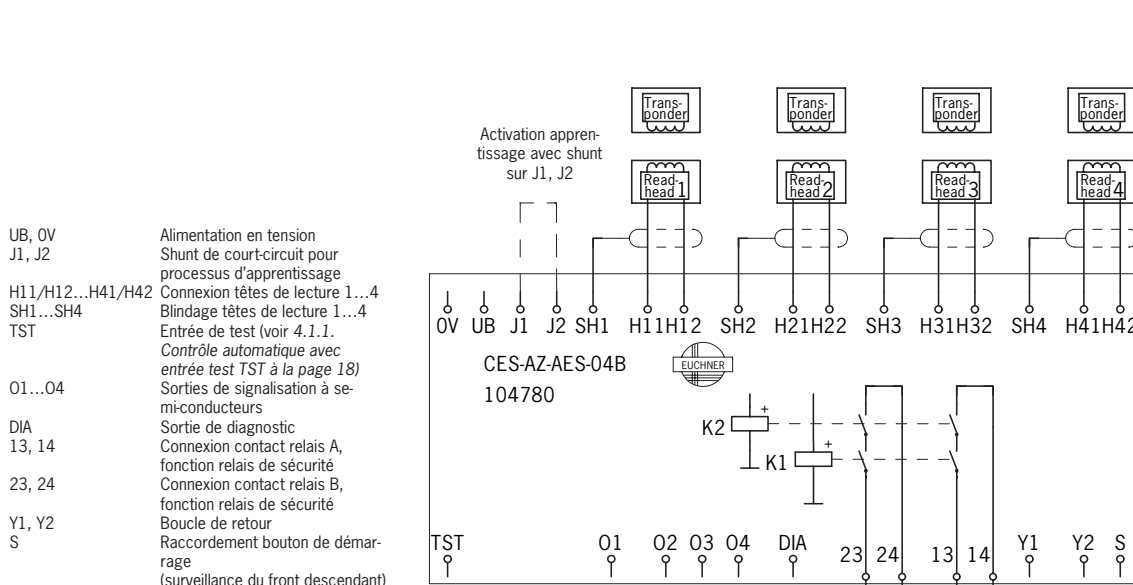 Trans-
ponder
Trans-
ponder
Trans-
ponder
Trans-
ponder
Activation appren-
tissage avec shunt
sur J1, J2
Read-
head 1
Read-
head 2
Read-
head 3
Read-
head 4
UB, 0V Alimentation en tension
J1, J2 Shunt de court-circuit pour
processus d'apprentissage
H11/H12…H41/H42 Connexion têtes de lecture 1…4
SH1…SH4 Blindage têtes de lecture 1…4
TST Entrée de test (voir 4.1.1.
Contrôle automatique avec
entrée test TST à la page 18)
O1…O4 Sorties de signalisation à se-
mi-conducteurs
DIA Sortie de diagnostic
13, 14 Connexion contact relais A,
fonction relais de sécurité
23, 24 Connexion contact relais B,
fonction relais de sécurité
Y1, Y2 Boucle de retour
S Raccordement bouton de démar-
rage
(surveillance du front descendant)
0V UB J1 J2 SH1 H11 H12 SH2 H21 H22 SH3 H31 H32 SH4 H41 H42
CES-AZ-AES-04B
104780
EUCHNER
K2 +
K1 +
TST O1 O2 O3 O4 DIA 23 24 13 14 Y1 Y2 S